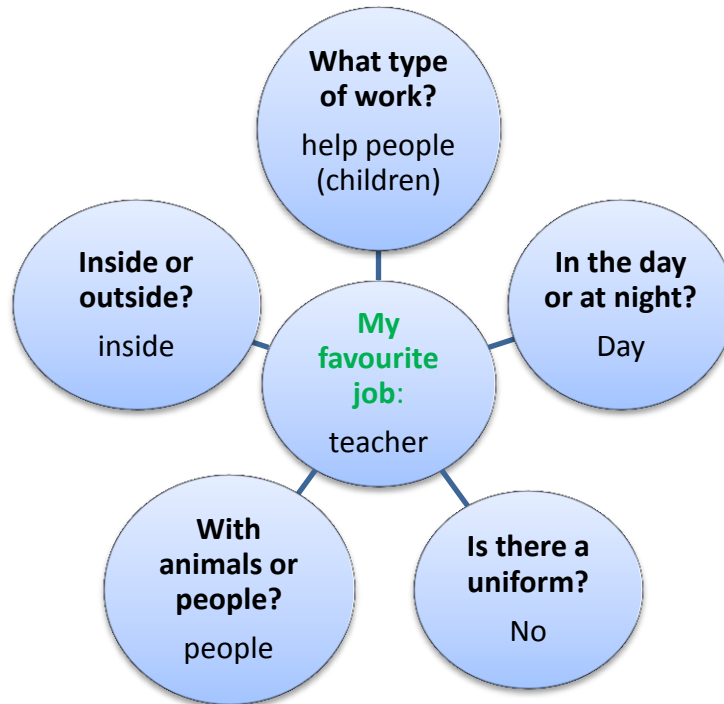 What type
of work?
help people
(children)
Inside or
outside?
inside
In the day
or at night?
Day
My
favourite
job:
teacher
With
animals or
people?
people
Is there a
uniform?
No